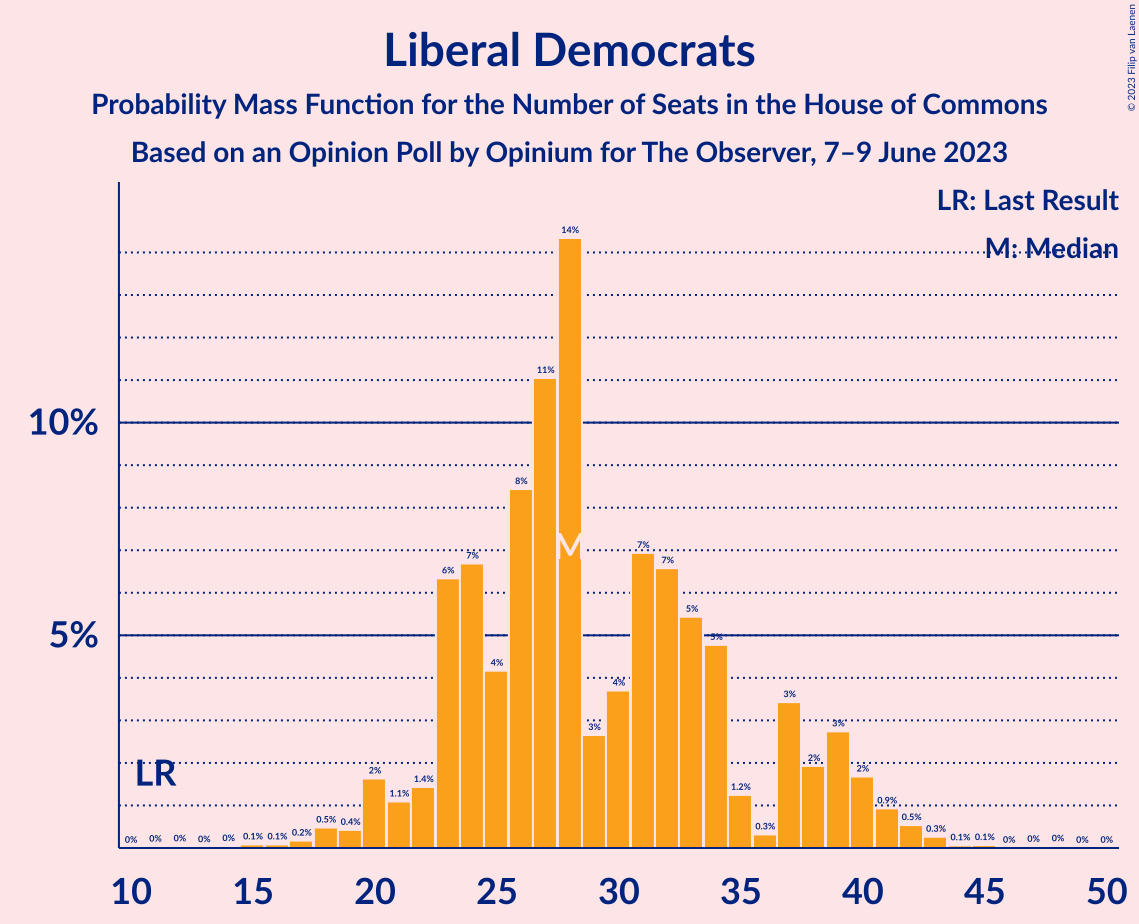 Liberal Democrats
Probability Mass Function for the Number of Seats in the House of Commons
Based on an Opinion Poll by Opinium for The Observer, 7–9 June 2023
© 2023 Filip van Laenen
LR: Last Result
M: Median
10%
5%
LR
M
0% 0% 0% 0% 0% 0.1% 0.1% 0.2% 0.5% 0.4% 2% 1.1% 1.4% 6% 7% 4% 8% 11% 14% 3% 4% 7% 7% 5% 5% 1.2% 0.3% 3% 2% 3% 2% 0.9% 0.5% 0.3% 0.1% 0.1% 0% 0% 0% 0% 0%
10 15 20 25 30 35 40 45 50